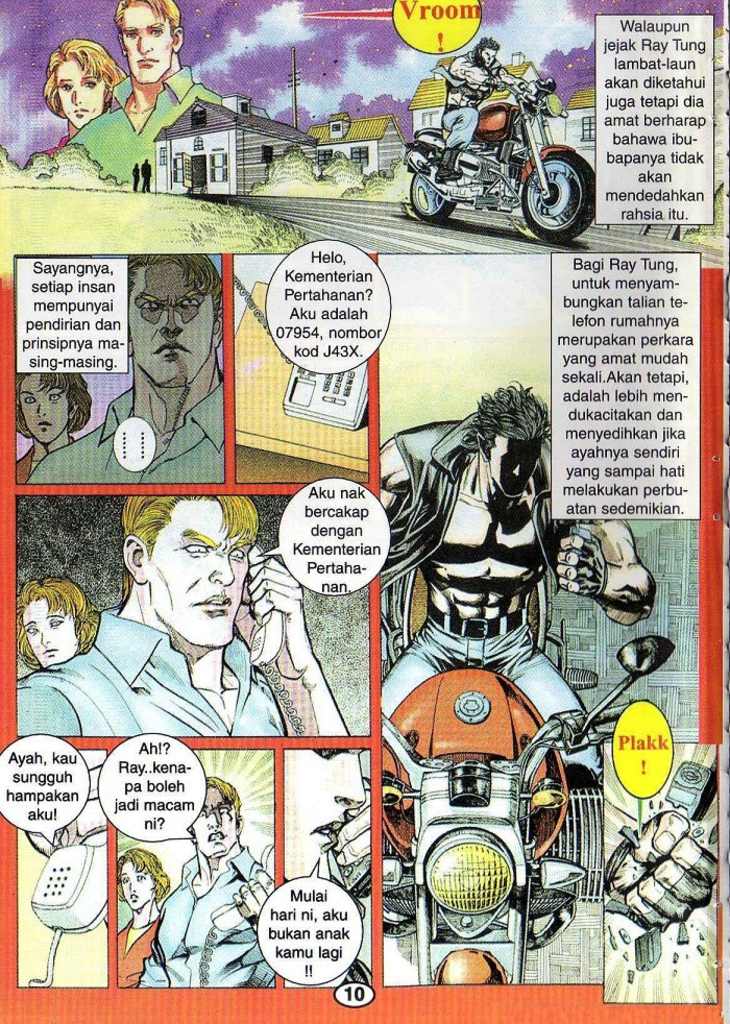 Vroom
!
Walaupun
jejak Ray Tung
lambat-laun
akan diketahui
juga tetapi dia
amat berharap
bahawa ibu-
bapanya tidak
akan
mendedahkan
rahsia itu.
Sayangnya,
setiap insan
mempunyai
pendirian dan
prinsipnya ma-
sing-masing.
Helo,
Kementerian
Pertahanan?
Aku adalah
07954, nombor
kod J43X.
Bagi Ray Tung,
untuk menyam-
bungkan talian te-
lefon rumahnya
merupakan perkara
yang amat mudah
sekali.Akan tetapi,
adalah lebih men-
dukacitakan dan
menyedihkan jika
ayahnya sendiri
yang sampai hati
melakukan perbu-
atan sedemikian.
Aku nak
bercakap
dengan
Kementerian
Pertaha-
nan.
Ayah, kau
sungguh
hampakan
aku!
Ah!?
Ray..kena-
pa boleh
jadi macam
ni?
Mulai
hari ni, aku
bukan anak
kamu lagi
!!
Plakk
!
10